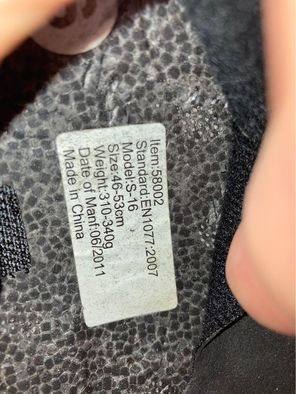 Item:58002
Standard:EN1077:2007
Model:S-16
Size:46-53cm
Weight:310-340g
Date of Manf:06/2011
Made in China